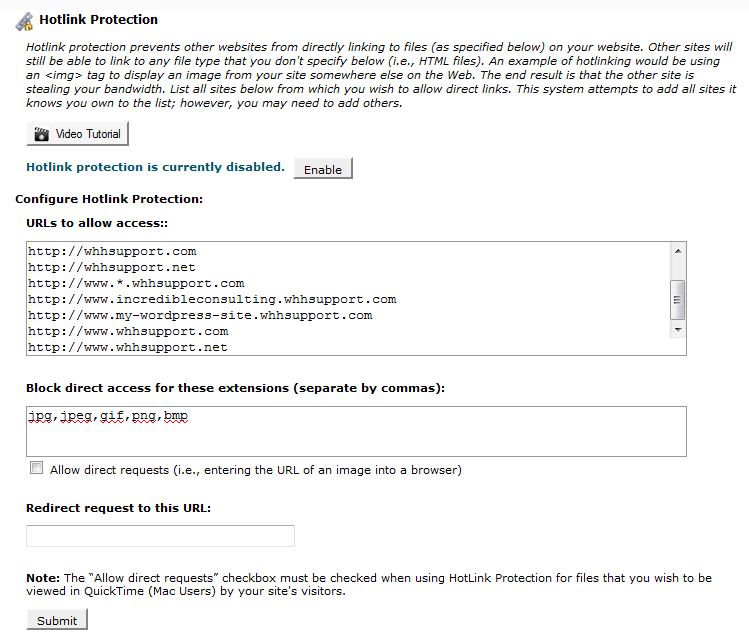 Hotlink Protection
Hotlink protection prevents other websites from directly linking to files (as specified below) on your website. Other sites will
still be able to link to any file type that you don't specify below (i.e., HTML files). An example of hotlinking would be using
an <img> tag to display an image from your site somewhere else on the Web. The end result is that the other site is
stealing your bandwidth. List all sites below from which you wish to allow direct links. This system attempts to add all sites it
knows you own to the list; however, you may need to add others.
Video Tutorial
Hotlink protection is currently disabled. Enable
Configure Hotlink Protection:
URLs to allow access::
http://whhsupport.com
http://whhsupport.net
http://www.*.whhsupport.com
http://www.incredibleconsulting.whhsupport.com
http://www.my-wordpress-site.whhsupport.com
http://www.whhsupport.com
http://www.whhsupport.net
Block direct access for these extensions (separate by commas):
jpg,jpeg,gif,png,bmp
Allow direct requests (i.e., entering the URL of an image into a browser)
Redirect request to this URL:
Note: The “Allow direct requests” checkbox must be checked when using HotLink Protection for files that you wish to be
viewed in QuickTime (Mac Users) by your site's visitors.
Submit